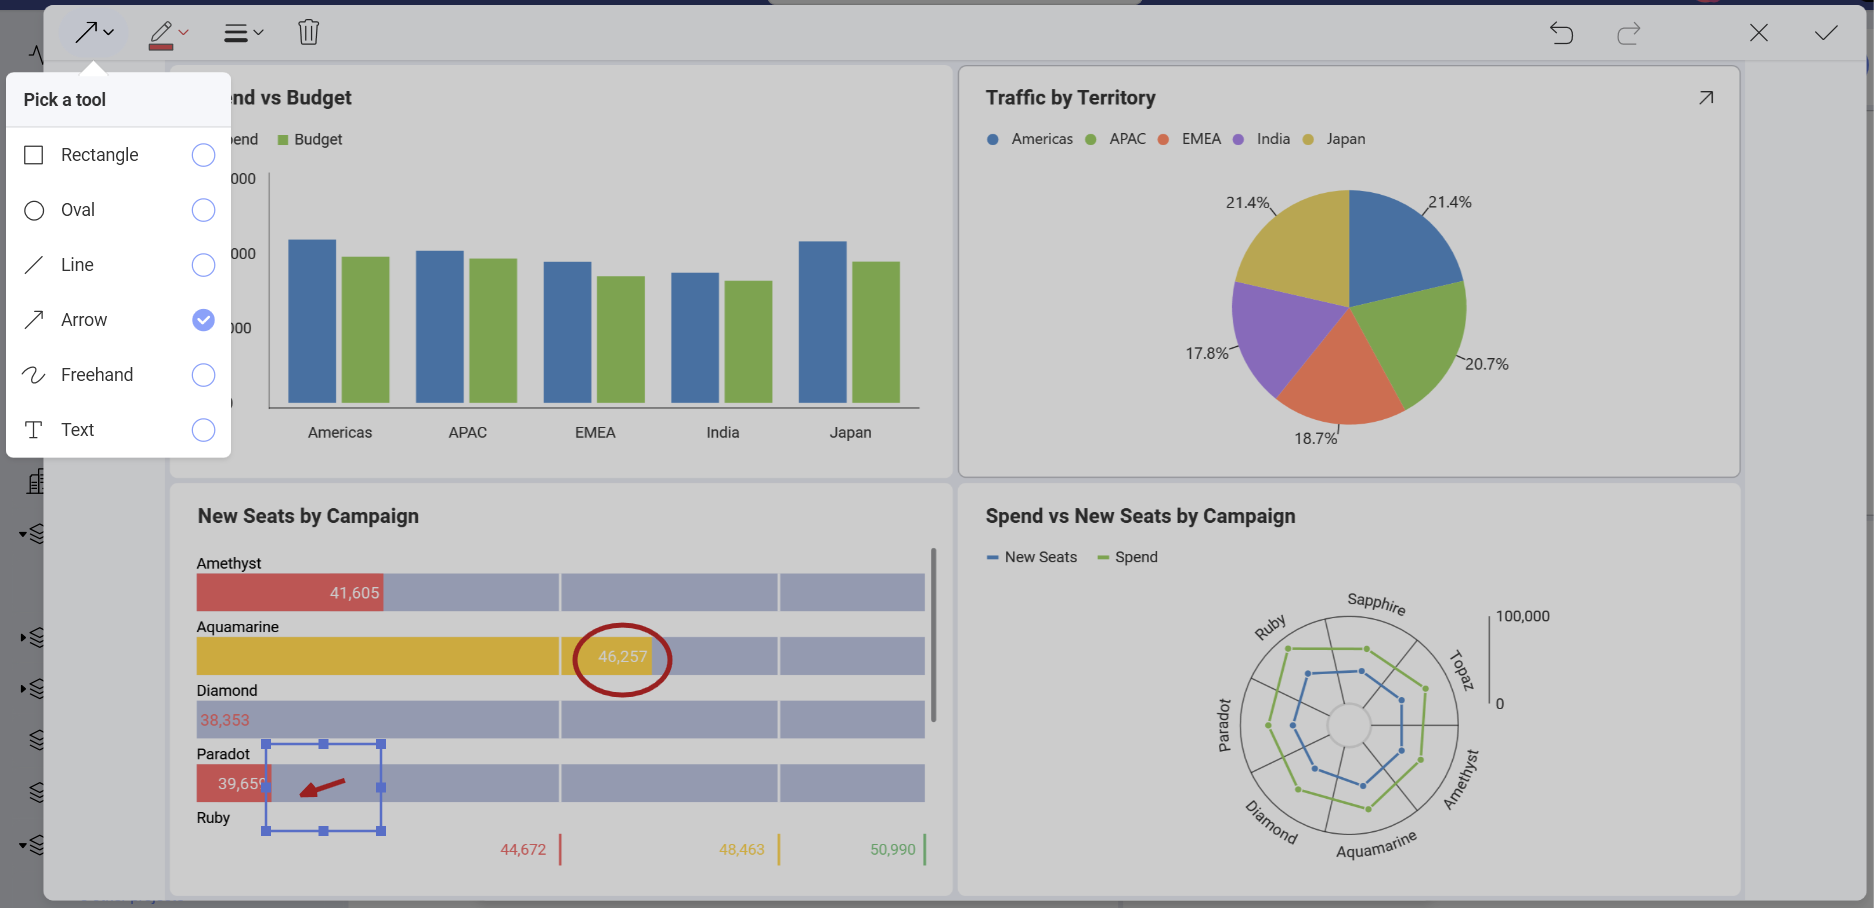 Pick a tool
Rectangle
Oval
Line
Arrow
Freehand
Text
nd vs Budget
end Budget
000
000
000
Americas APAC EMEA India Japan
Traffic by Territory
Americas APAC EMEA India Japan
21.4% 21.4%
17.8% 20.7%
18.7%
New Seats by Campaign
Amethyst
41,605
Aquamarine
46,257
Diamond
38,353
Paradot
39,650
Ruby
44,672 48,463 50,990
Spend vs New Seats by Campaign
New Seats Spend
Sapphire
Topaz
Amethyst
Aquamarine
Diamond
Paradot
Ruby
100,000
0